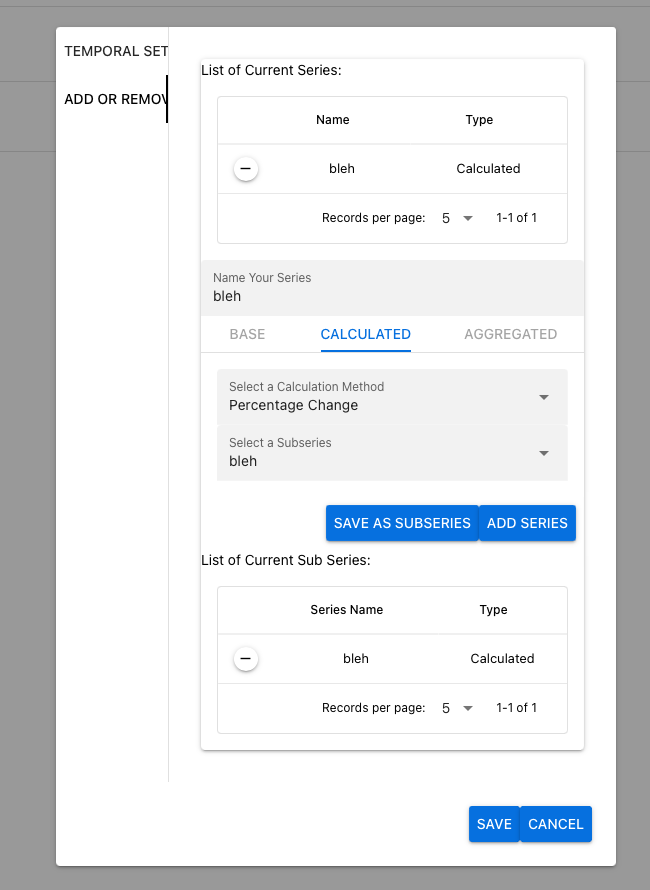 TEMPORAL SET
ADD OR REMOV
List of Current Series:
Name Type
bleh Calculated
Records per page: 5 1-1 of 1
Name Your Series
bleh
BASE CALCULATED AGGREGATED
Select a Calculation Method
Percentage Change
Select a Subseries
bleh
SAVE AS SUBSERIES ADD SERIES
List of Current Sub Series:
Series Name Type
bleh Calculated
Records per page: 5 1-1 of 1
SAVE CANCEL